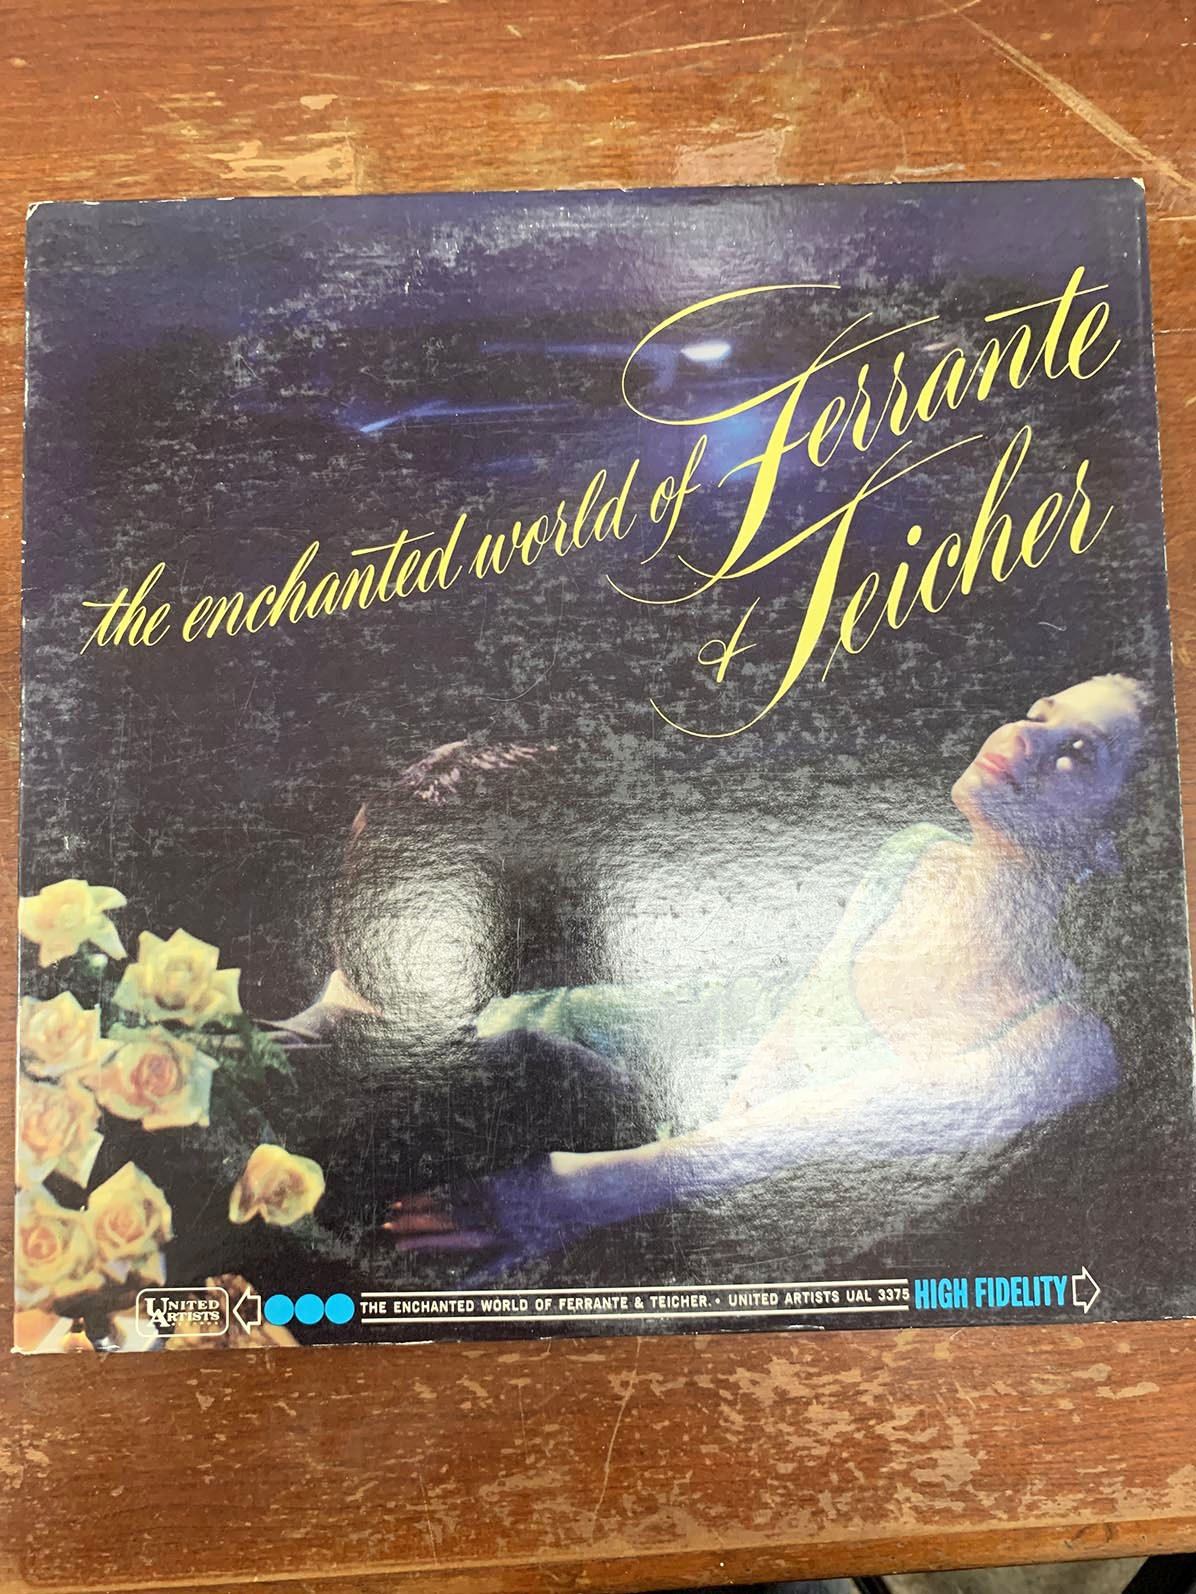 the enchanted world of Ferrante
& Teicher
UNITED
ARTISTS
THE ENCHANTED WORLD OF FERRANTE & TEICHER. • UNITED ARTISTS UAL 3375 HIGH FIDELITY